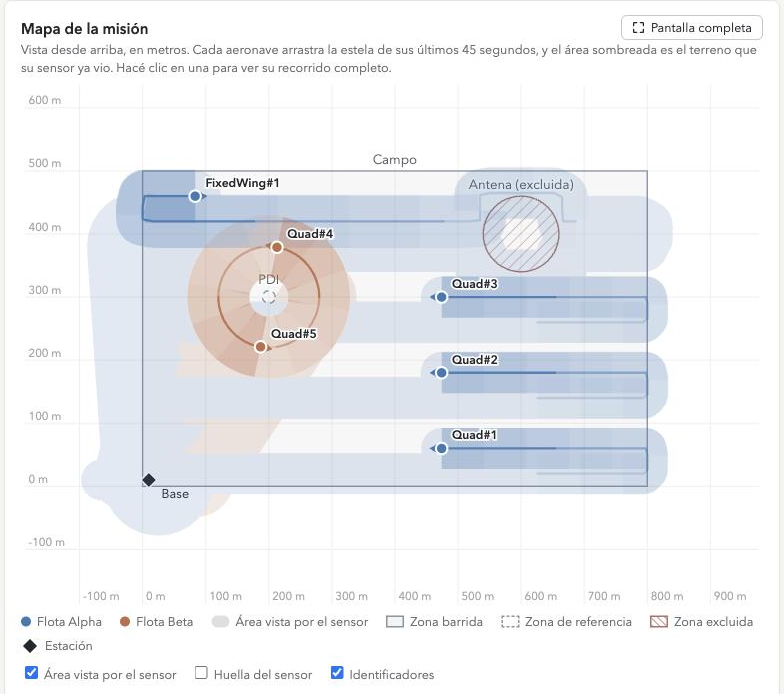 Mapa de la misión
Pantalla completa
Vista desde arriba, en metros. Cada aeronave arrastra la estela de sus últimos 45 segundos, y el área sombreada es el terreno que
su sensor ya vio. Hacé clic en una para ver su recorrido completo.
600 m
500 m
Campo
FixedWing#1
Antena (excluida)
400 m
Quad#4
PDI
Quad#3
300 m
Quad#5
200 m
Quad#2
100 m
Quad#1
0 m
Base
-100 m
-100 m 0 m 100 m 200 m 300 m 400 m 500 m 600 m 700 m 800 m 900 m
Flota Alpha Flota Beta Área vista por el sensor Zona barrida Zona de referencia Zona excluida
Estación
Área vista por el sensor Huella del sensor Identificadores